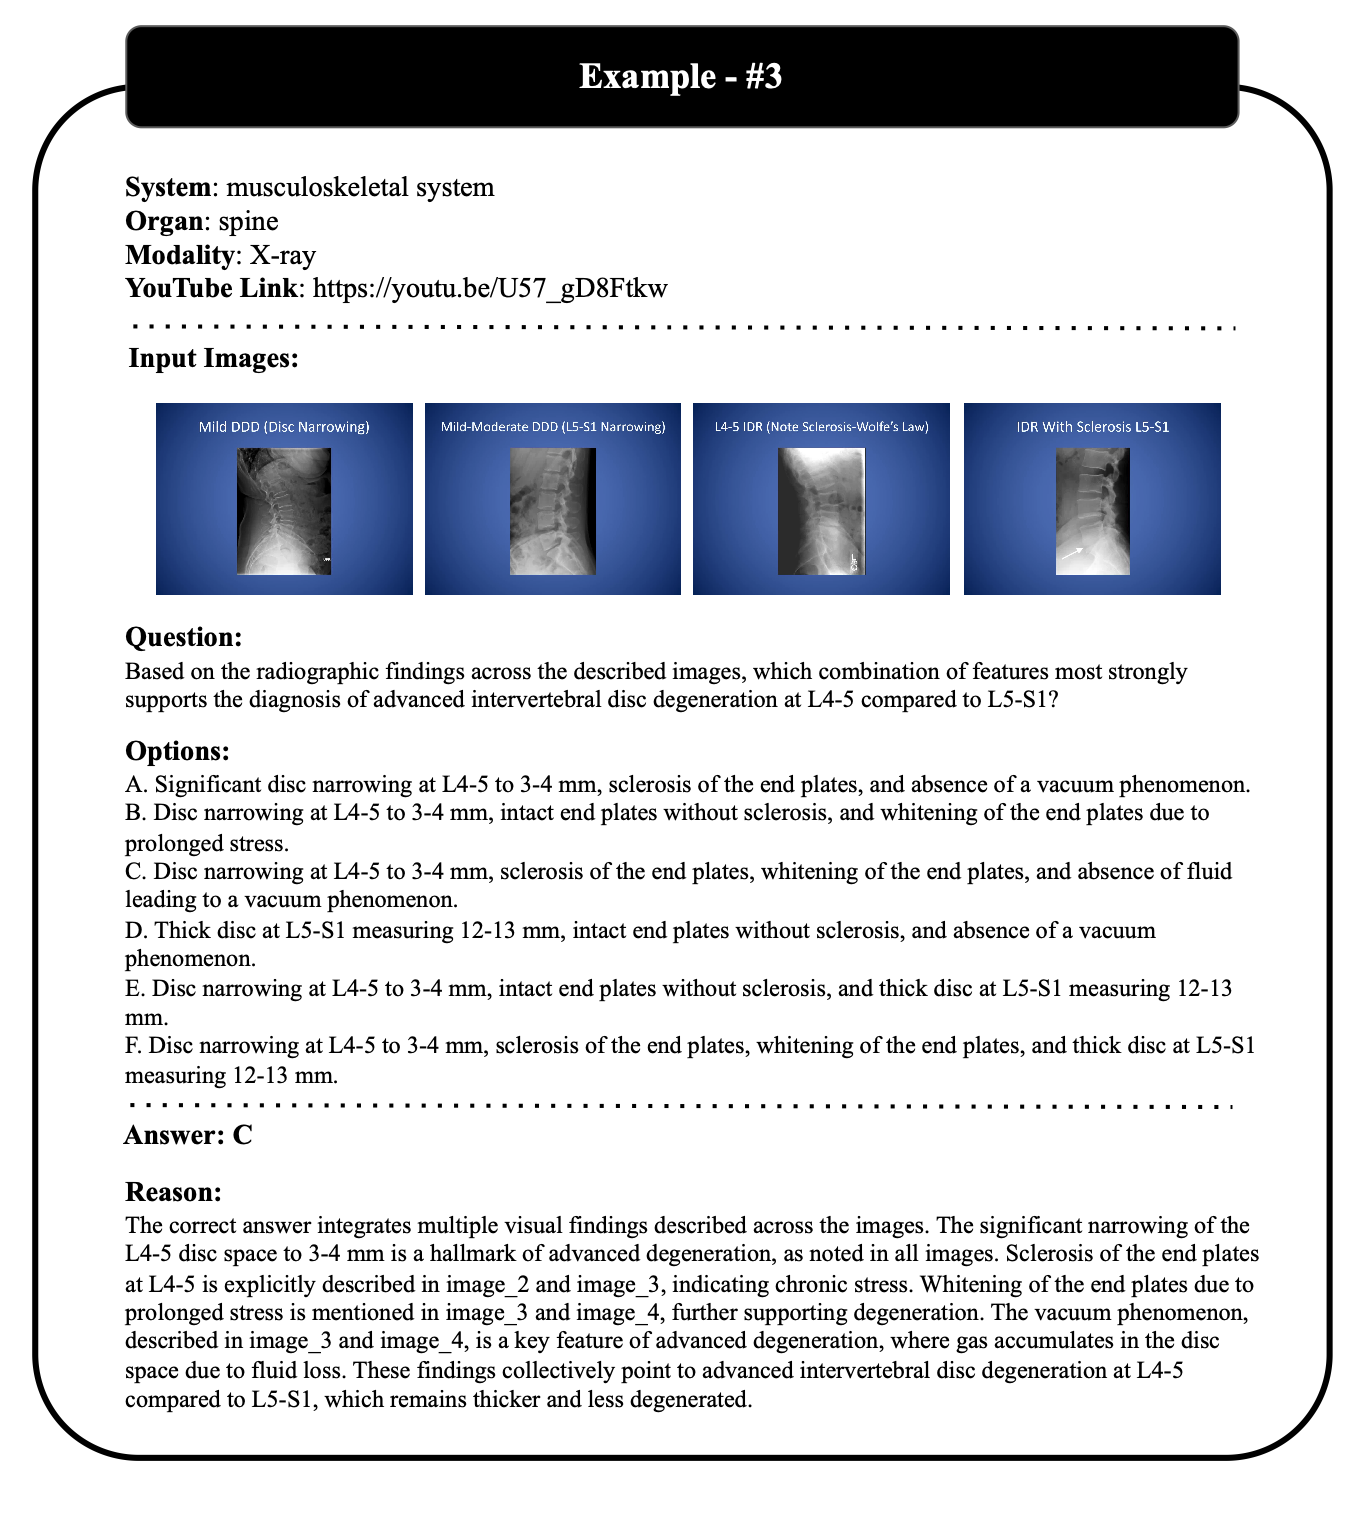 Example - #3
System: musculoskeletal system
Organ: spine
Modality: X-ray
YouTube Link: https://youtu.be/U57_gD8Ftkw
Input Images:
Mild DDD (Disc Narrowing)
Mild-Moderate DDD (L5-S1 Narrowing)
L4-5 IDR (Note Sclerosis-Wolfe's Law)
IDR With Sclerosis L5-S1
Question:
Based on the radiographic findings across the described images, which combination of features most strongly
supports the diagnosis of advanced intervertebral disc degeneration at L4-5 compared to L5-S1?
Options:
A. Significant disc narrowing at L4-5 to 3-4 mm, sclerosis of the end plates, and absence of a vacuum phenomenon.
B. Disc narrowing at L4-5 to 3-4 mm, intact end plates without sclerosis, and whitening of the end plates due to
prolonged stress.
C. Disc narrowing at L4-5 to 3-4 mm, sclerosis of the end plates, whitening of the end plates, and absence of fluid
leading to a vacuum phenomenon.
D. Thick disc at L5-S1 measuring 12-13 mm, intact end plates without sclerosis, and absence of a vacuum
phenomenon.
E. Disc narrowing at L4-5 to 3-4 mm, intact end plates without sclerosis, and thick disc at L5-S1 measuring 12-13
mm.
F. Disc narrowing at L4-5 to 3-4 mm, sclerosis of the end plates, whitening of the end plates, and thick disc at L5-S1
measuring 12-13 mm.
Answer: C
Reason:
The correct answer integrates multiple visual findings described across the images. The significant narrowing of the
L4-5 disc space to 3-4 mm is a hallmark of advanced degeneration, as noted in all images. Sclerosis of the end plates
at L4-5 is explicitly described in image_2 and image_3, indicating chronic stress. Whitening of the end plates due to
prolonged stress is mentioned in image_3 and image_4, further supporting degeneration. The vacuum phenomenon,
described in image_3 and image_4, is a key feature of advanced degeneration, where gas accumulates in the disc
space due to fluid loss. These findings collectively point to advanced intervertebral disc degeneration at L4-5
compared to L5-S1, which remains thicker and less degenerated.